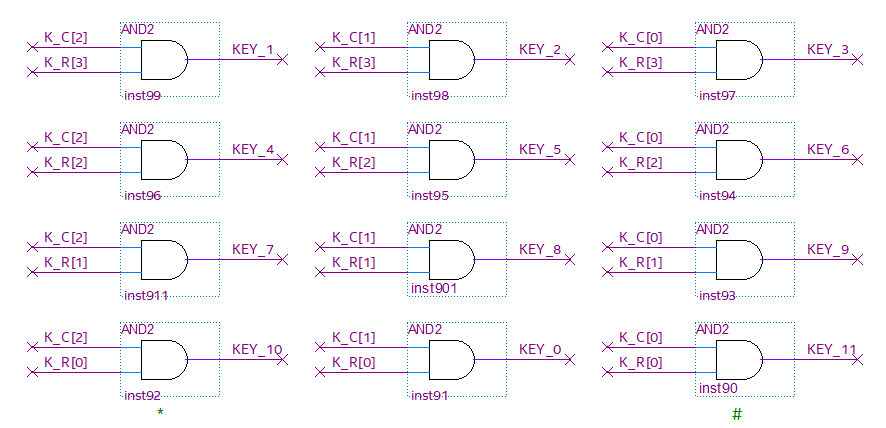 AND2 AND2 AND2
K_C[2] KEY_1 K_C[1] KEY_2 K_C[0] KEY_3
K_R[3] K_R[3] K_R[3]
inst99 inst98 inst97
AND2 AND2 AND2
K_C[2] KEY_4 K_C[1] KEY_5 K_C[0] KEY_6
K_R[2] K_R[2] K_R[2]
inst96 inst95 inst94
AND2 AND2 AND2
K_C[2] KEY_7 K_C[1] KEY_8 K_C[0] KEY_9
K_R[1] K_R[1] K_R[1]
inst911 inst901 inst93
AND2 AND2 AND2
K_C[2] KEY_10 K_C[1] KEY_0 K_C[0] KEY_11
K_R[0] K_R[0] K_R[0]
inst92 inst91 inst90
* #